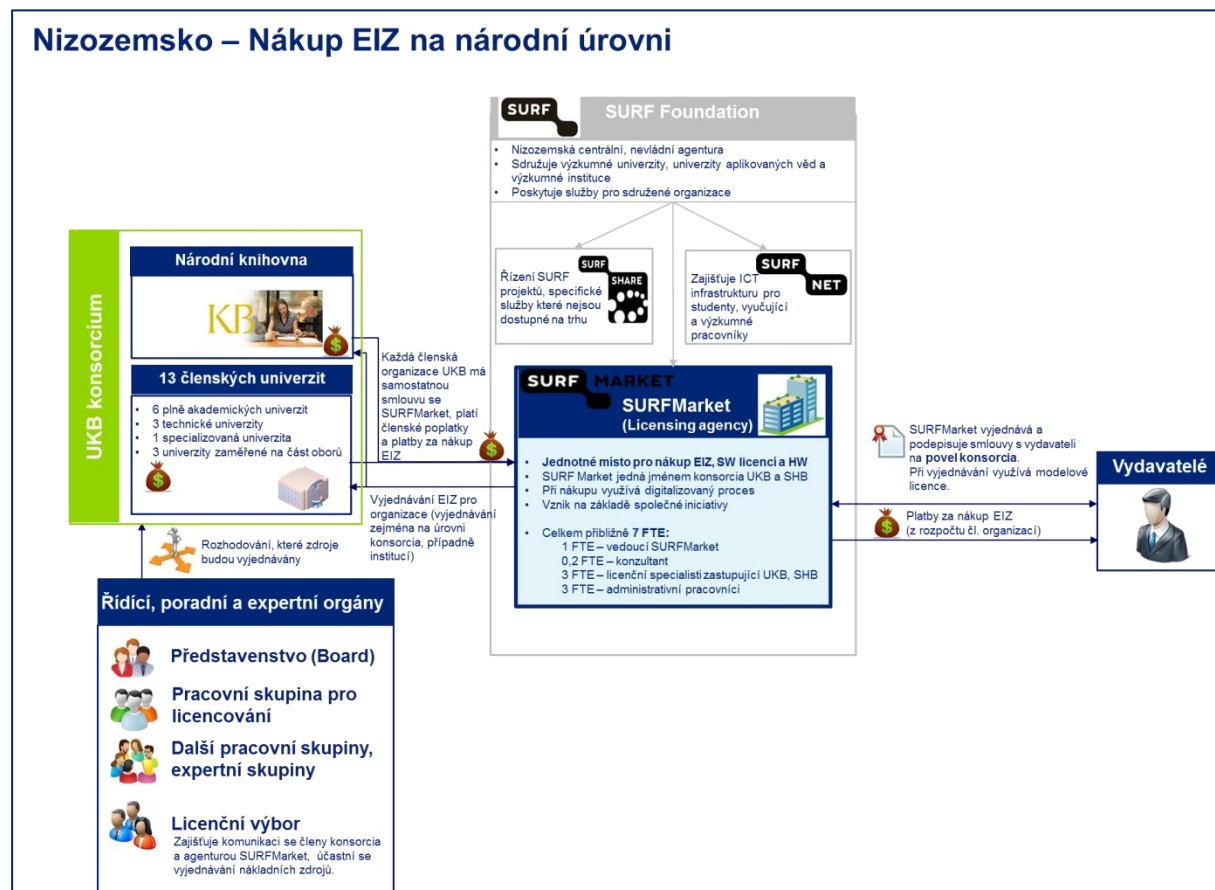 Nizozemsko – Nákup EIZ na národní úrovni
SURF
SURF Foundation
• Nizozemská centrální, nevládní agentura
• Sdružuje výzkumné univerzity, univerzity aplikovaných věd a
výzkumné instituce
• Poskytuje služby pro sdružené organizace
Řízení SURF
projektů, specifické
služby které nejsou
dostupné na trhu
SURF
SHARE
Zajišťuje ICT
infrastrukturu pro
studenty, vyučující
a výzkumné
pracovníky
SURF
NET
UKB konsorcium
Národní knihovna
KB
$
13 členských univerzit
• 6 plně akademických univerzit
• 3 technické univerzity
• 1 specializovaná univerzita
• 3 univerzity zaměřené na část oborů
$
Každá členská
organizace UKB má
samostatnou
smlouvu se
SURFMarket, platí
členské poplatky
a platby za nákup
EIZ
$
Vyjednávání EIZ pro
organizace (vyjednávání
zejména na úrovni
konsorcia, případně
institucí)
SURF MARKET
SURFMarket
(Licensing agency)
• Jednotné místo pro nákup EIZ, SW licencí a HW
• SURF Market jedná jménem konsorcia UKB a SHB
• Při nákupu využívá digitalizovaný proces
• Vznik na základě společné iniciativy
• Celkem přibližně 7 FTE:
1 FTE – vedoucí SURFMarket
0,2 FTE – konzultant
3 FTE – licenční specialisti zastupující UKB, SHB
3 FTE – administrativní pracovníci
SURFMarket vyjednává a
podepisuje smlouvy s vydavateli
na povel konsorcia.
Při vyjednávání využívá modelové
licence.
$
Platby za nákup EIZ
(z rozpočtu čl. organizací)
Vydavatelé
Rozhodování, které zdroje
budou vyjednávány
Řídící, poradní a expertní orgány
Představenstvo (Board)
Pracovní skupina pro
licencování
Další pracovní skupiny,
expertní skupiny
Licenční výbor
Zajišťuje komunikaci se členy konsorcia
a agenturou SURFMarket, účastní se
vyjednávání nákladních zdrojů.